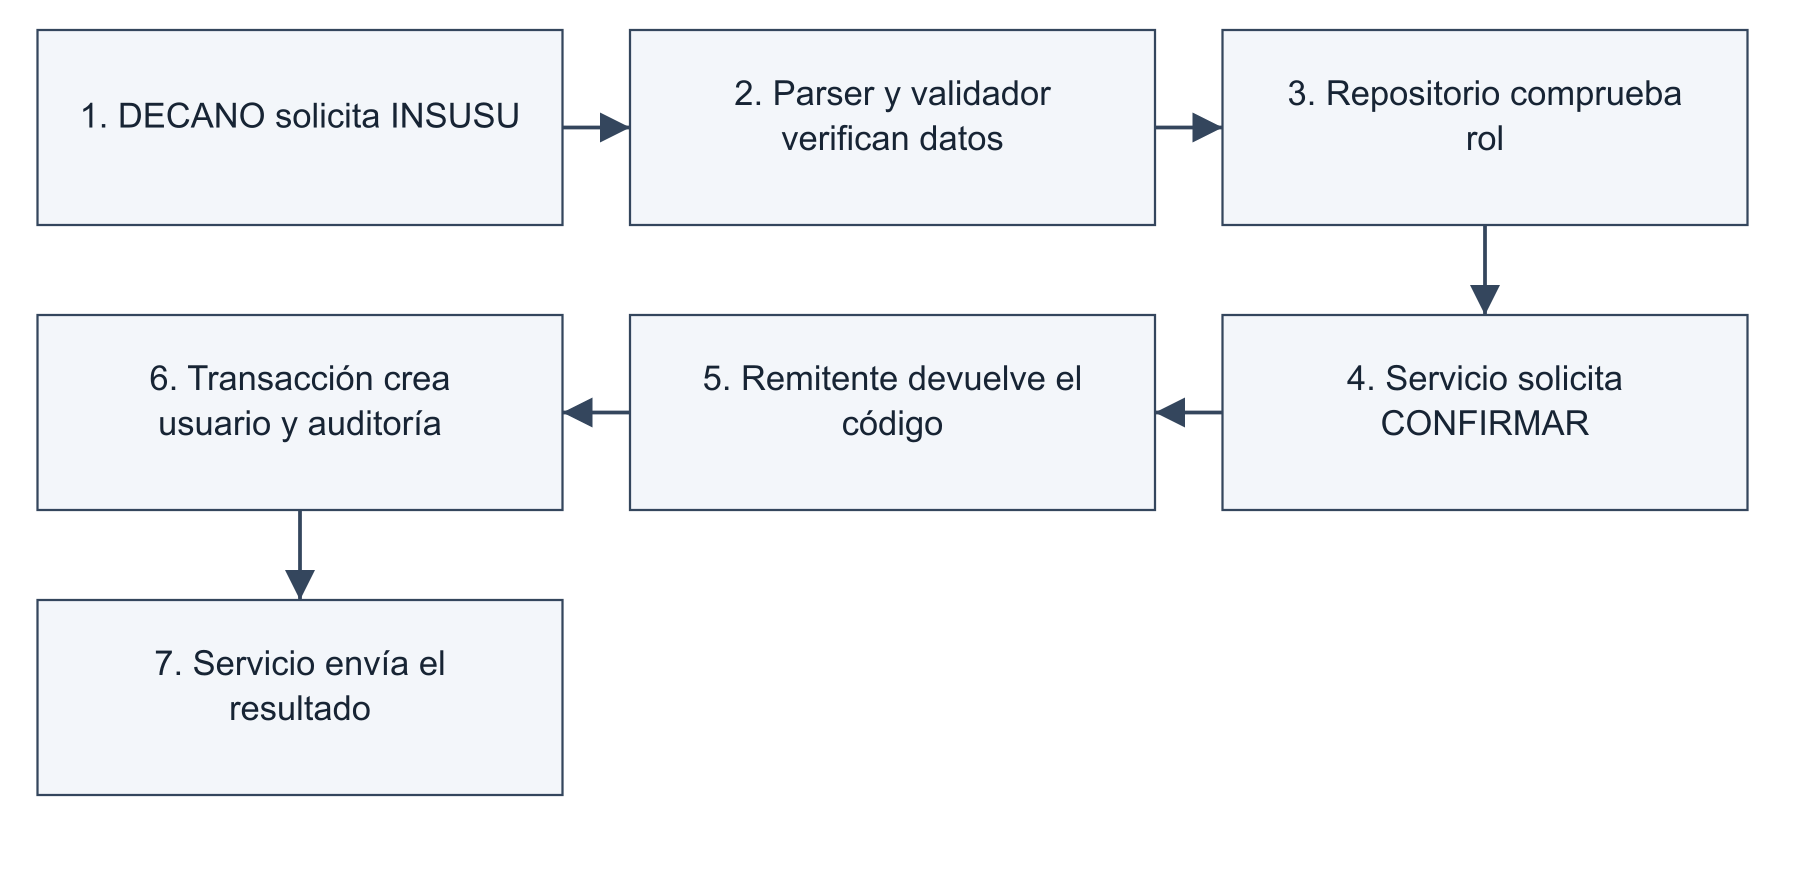 1. DECANO solicita INSUSU
2. Parser y validador
verifican datos
3. Repositorio comprueba
rol
4. Servicio solicita
CONFIRMAR
5. Remitente devuelve el
código
6. Transacción crea
usuario y auditoría
7. Servicio envía el
resultado